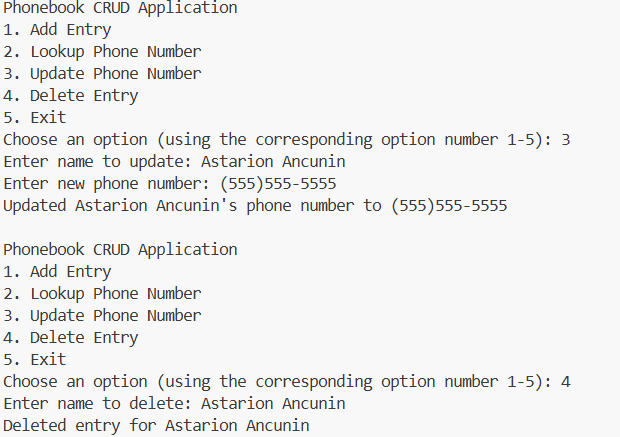 Phonebook CRUD Application
1. Add Entry
2. Lookup Phone Number
3. Update Phone Number
4. Delete Entry
5. Exit
Choose an option (using the corresponding option number 1-5): 3
Enter name to update: Astarion Ancunin
Enter new phone number: (555)555-5555
Updated Astarion Ancunin's phone number to (555)555-5555

Phonebook CRUD Application
1. Add Entry
2. Lookup Phone Number
3. Update Phone Number
4. Delete Entry
5. Exit
Choose an option (using the corresponding option number 1-5): 4
Enter name to delete: Astarion Ancunin
Deleted entry for Astarion Ancunin